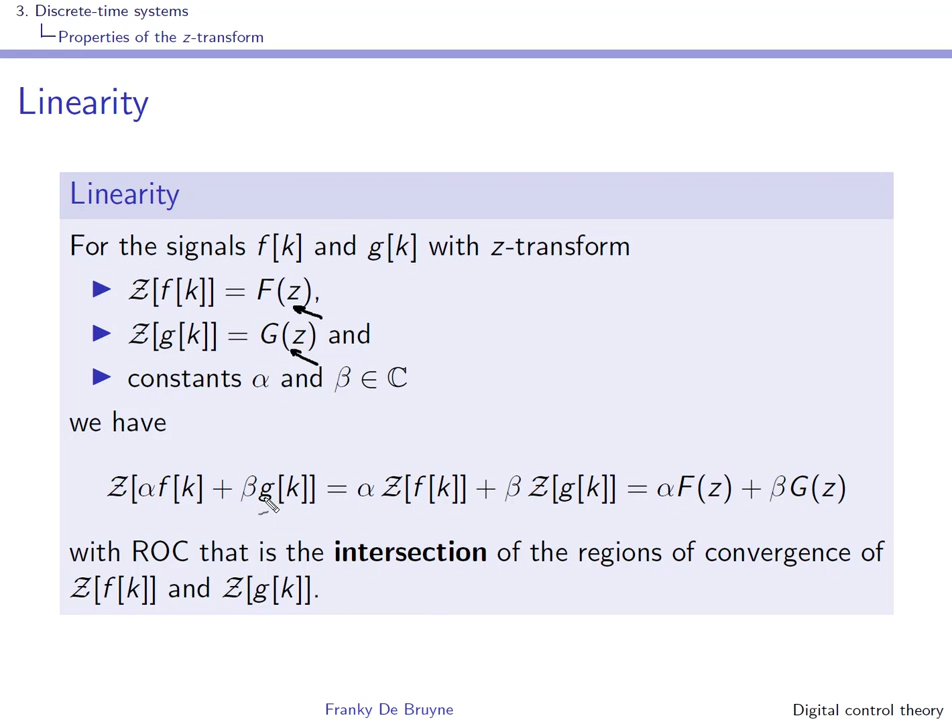 3. Discrete-time systems
Properties of the z-transform
Linearity
Linearity
For the signals f[k] and g[k] with z-transform
▶ 𝒵[f[k]] = F(z),
▶ 𝒵[g[k]] = G(z) and
▶ constants α and β ∈ ℂ
we have
𝒵[αf[k] + βg[k]] = α 𝒵[f[k]] + β 𝒵[g[k]] = αF(z) + βG(z)
with ROC that is the intersection of the regions of convergence of
𝒵[f[k]] and 𝒵[g[k]].
Franky De Bruyne
Digital control theory